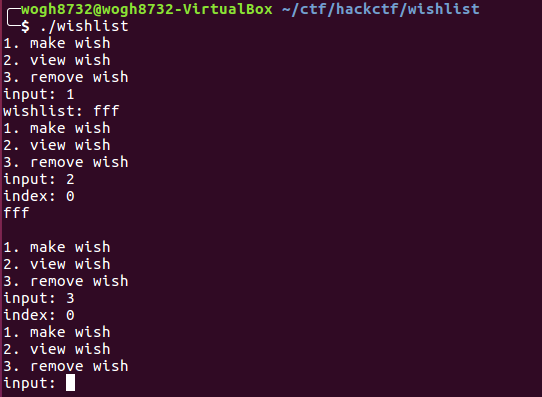 wogh8732@wogh8732-VirtualBox ~/ctf/hackctf/wishlist
$ ./wishlist
1. make wish
2. view wish
3. remove wish
input: 1
wishlist: fff
1. make wish
2. view wish
3. remove wish
input: 2
index: 0
fff
1. make wish
2. view wish
3. remove wish
input: 3
index: 0
1. make wish
2. view wish
3. remove wish
input: